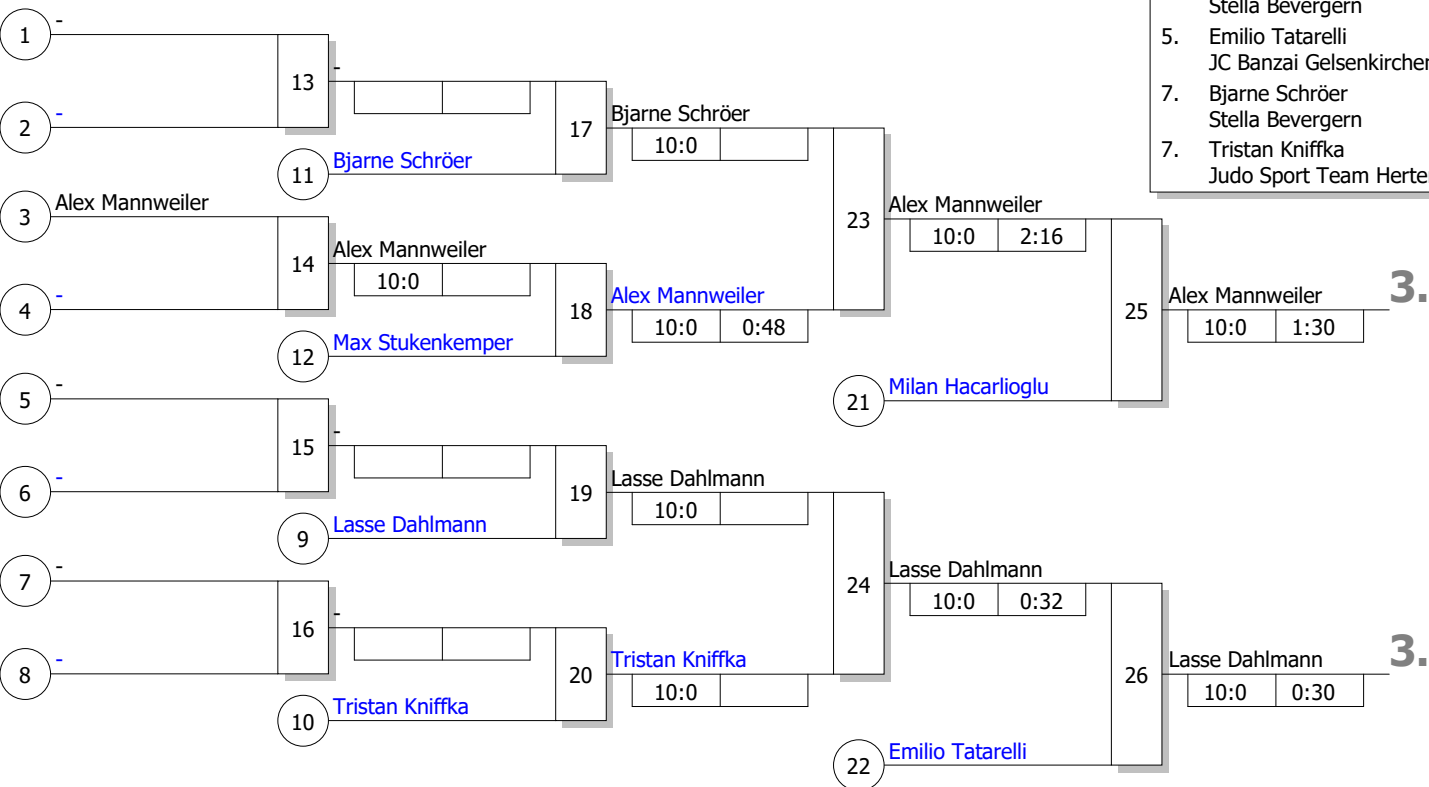 Stella Bevergern
5. Emilio Tatarelli
JC Banzai Gelsenkirchen
7. Bjarne Schröer
Stella Bevergern
7. Tristan Kniffka
Judo Sport Team Herten
1 -
13
-
2 -
17
Bjarne Schröer
10:0
11 Bjarne Schröer
3 Alex Mannweiler
23
Alex Mannweiler
10:0 2:16
14
Alex Mannweiler
10:0
4 -
18
Alex Mannweiler
10:0 0:48
12 Max Stukenkemper
25
Alex Mannweiler 3.
10:0 1:30
5 -
21 Milan Hacarlioglu
15
-
6 -
19
Lasse Dahlmann
10:0
9 Lasse Dahlmann
7 -
24
Lasse Dahlmann
10:0 0:32
16
-
8 -
20
Tristan Kniffka
10:0
10 Tristan Kniffka
26
Lasse Dahlmann 3.
10:0 0:30
22 Emilio Tatarelli